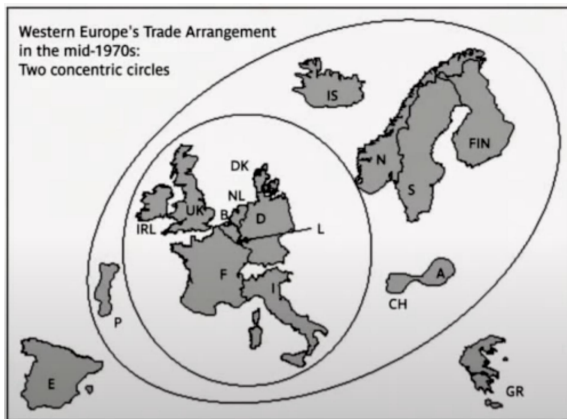 Western Europe's Trade Arrangement
in the mid-1970s:
Two concentric circles
IS
FIN
N
S
DK
NL
UK
B
D
IRL
L
F
I
A
CH
P
E
GR